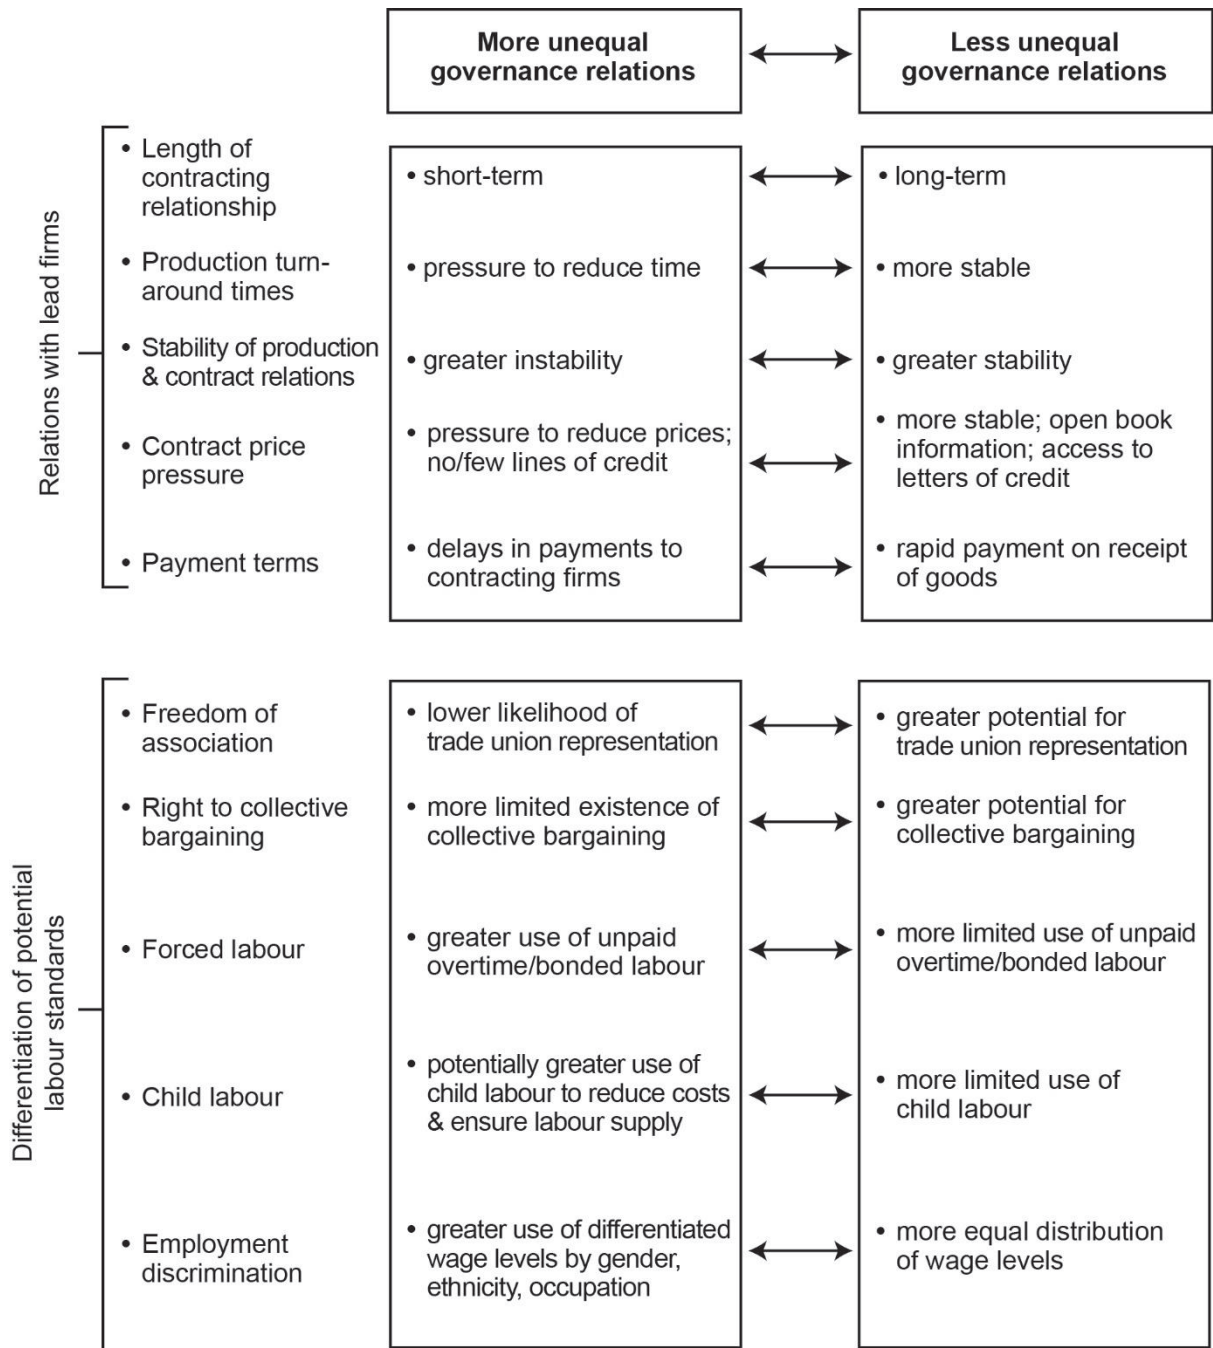 More unequal
governance relations
Less unequal
governance relations
Relations with lead firms
• Length of
contracting
relationship
• short-term
• long-term
• Production turn-
around times
• pressure to reduce time
• more stable
• Stability of production
& contract relations
• greater instability
• greater stability
• Contract price
pressure
• pressure to reduce prices;
no/few lines of credit
• more stable; open book
information; access to
letters of credit
• Payment terms
• delays in payments to
contracting firms
• rapid payment on receipt
of goods
Differentiation of potential
labour standards
• Freedom of
association
• lower likelihood of
trade union representation
• greater potential for
trade union representation
• Right to collective
bargaining
• more limited existence of
collective bargaining
• greater potential for
collective bargaining
• Forced labour
• greater use of unpaid
overtime/bonded labour
• more limited use of unpaid
overtime/bonded labour
• Child labour
• potentially greater use of
child labour to reduce costs
& ensure labour supply
• more limited use of
child labour
• Employment
discrimination
• greater use of differentiated
wage levels by gender,
ethnicity, occupation
• more equal distribution
of wage levels